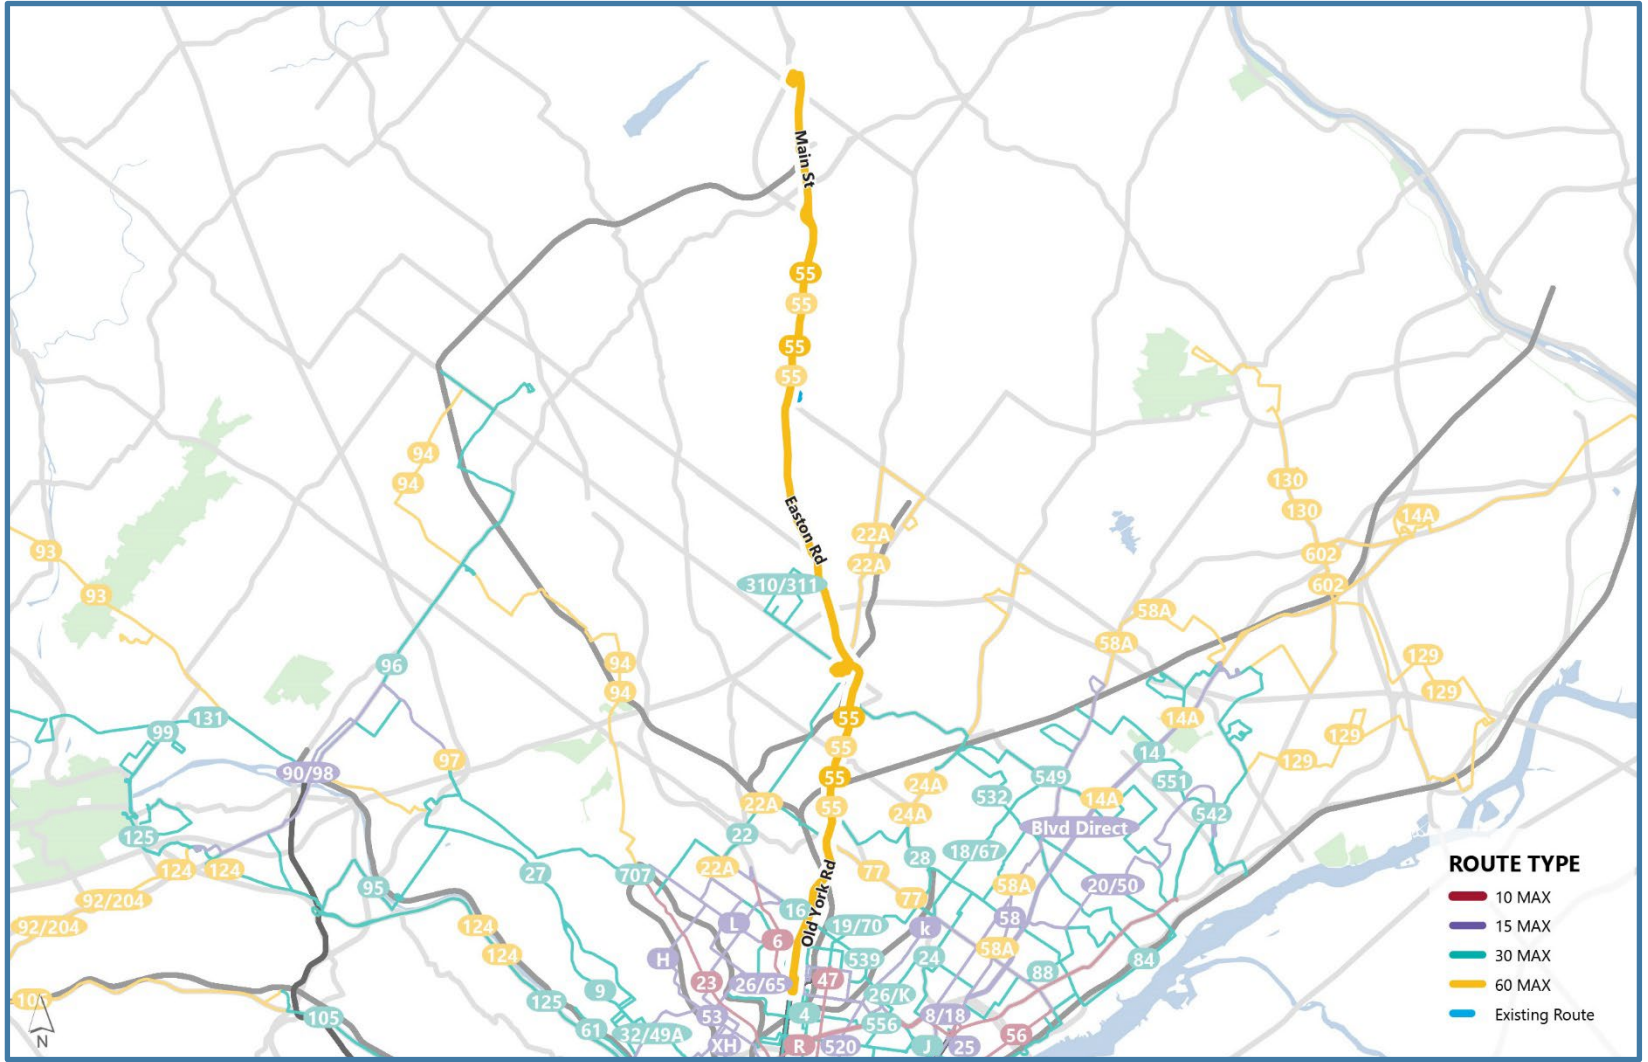 Main St
55
55
55
55
94
94
130
130
14A
Easton Rd
22A
22A
602
602
93
93
310/311
58A
58A
96
94
94
129
129
131
99
55
14A
129
55
14
129
97
90/98
549
551
55
24A
532
14A
22A
55
24A
542
125
22
Blvd Direct
18/67
28
124
124
22A
77
27
707
95
77
58A
20/50
92/204
16
Old York Rd
92/204
124
L
19/70
k
58
6
58A
124
H
539
24
84
88
23
26/65
47
26/K
9
125
105
105
53
4
556
8/18
61
32/49A
56
XH
R
520
J
25
N
ROUTE TYPE
10 MAX
15 MAX
30 MAX
60 MAX
Existing Route